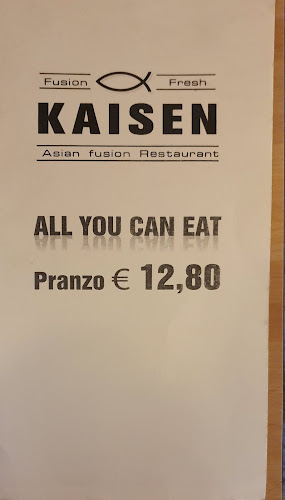 Fusion Fresh
KAISEN
Asian fusion Restaurant
ALL YOU CAN EAT
Pranzo € 12,80